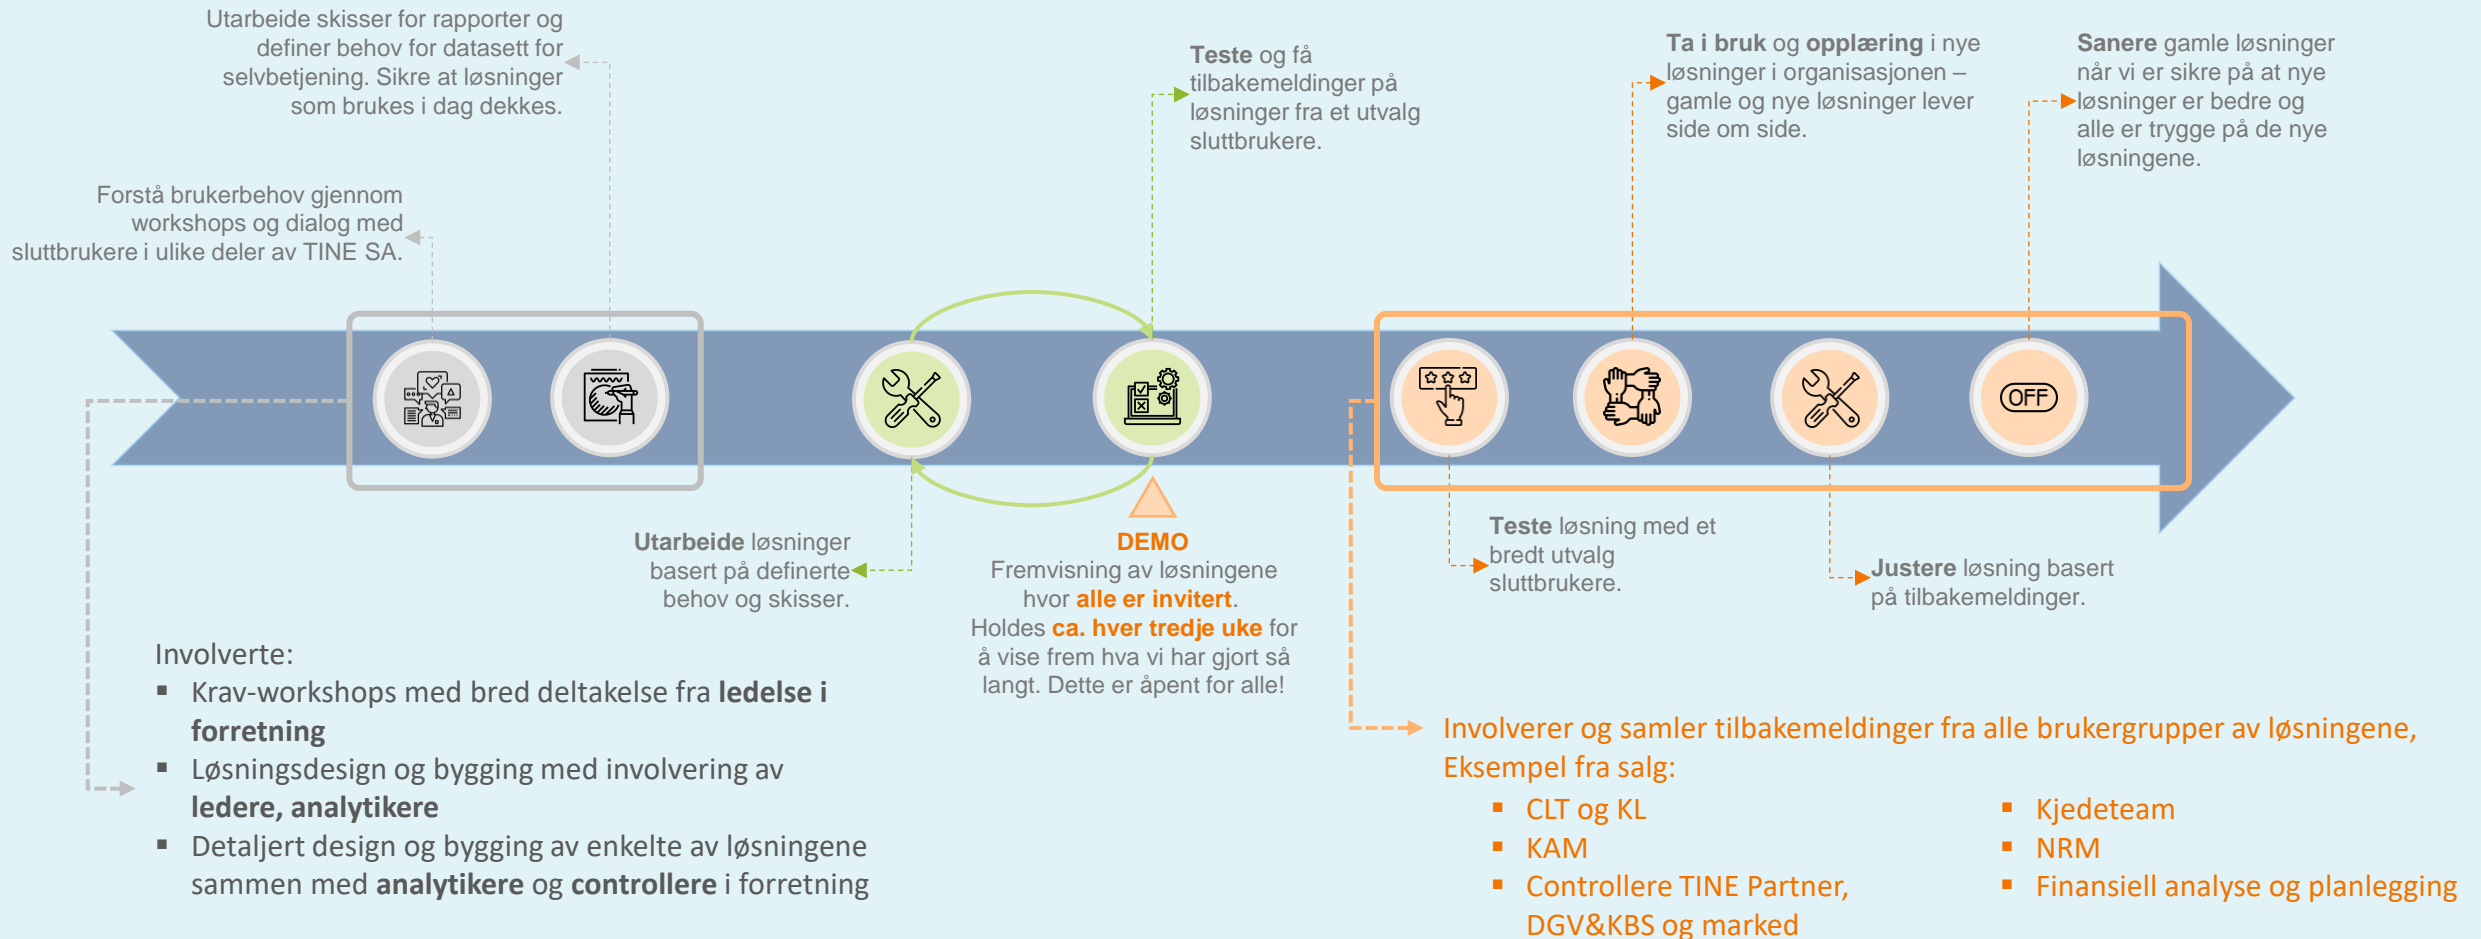 Utarbeide skisser for rapporter og
definer behov for datasett for
selvbetjening. Sikre at løsninger
som brukes i dag dekkes.
Forstå brukerbehov gjennom
workshops og dialog med
sluttbrukere i ulike deler av TINE SA.
Teste og få
tilbakemeldinger på
løsninger fra et utvalg
sluttbrukere.
Ta i bruk og opplæring i nye
løsninger i organisasjonen –
gamle og nye løsninger lever
side om side.
Sanere gamle løsninger
når vi er sikre på at nye
løsninger er bedre og
alle er trygge på de nye
løsningene.
OFF
Utarbeide løsninger
basert på definerte
behov og skisser.
DEMO
Fremvisning av løsningene
hvor alle er invitert.
Holdes ca. hver tredje uke for
å vise frem hva vi har gjort så
langt. Dette er åpent for alle!
Teste løsning med et
bredt utvalg
sluttbrukere.
Justere løsning basert
på tilbakemeldinger.
Involverte:
▪ Krav-workshops med bred deltakelse fra ledelse i
forretning
▪ Løsningsdesign og bygging med involvering av
ledere, analytikere
▪ Detaljert design og bygging av enkelte av løsningene
sammen med analytikere og controllere i forretning
Involverer og samler tilbakemeldinger fra alle brukergrupper av løsningene,
Eksempel fra salg:
▪ CLT og KL
▪ KAM
▪ Controllere TINE Partner,
DGV&KBS og marked
▪ Kjedeteam
▪ NRM
▪ Finansiell analyse og planlegging